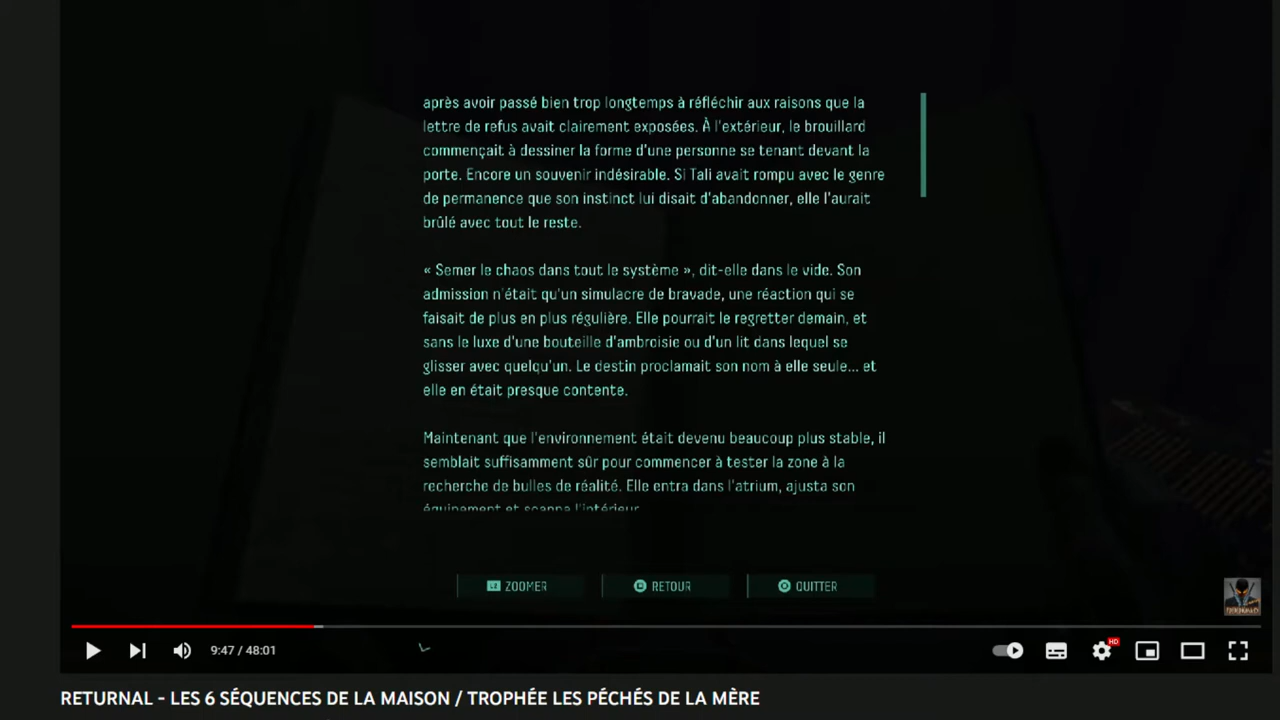 après avoir passé bien trop longtemps à réfléchir aux raisons que la
lettre de refus avait clairement exposées. À l'extérieur, le brouillard
commençait à dessiner la forme d'une personne se tenant devant la
porte. Encore un souvenir indésirable. Si Tali avait rompu avec le genre
de permanence que son instinct lui disait d'abandonner, elle l'aurait
brûlé avec tout le reste.
« Semer le chaos dans tout le système », dit-elle dans le vide. Son
admission n'était qu'un simulacre de bravade, une réaction qui se
faisait de plus en plus régulière. Elle pourrait le regretter demain, et
sans le luxe d'une bouteille d'ambroisie ou d'un lit dans lequel se
glisser avec quelqu'un. Le destin proclamait son nom à elle seule... et
elle en était presque contente.
Maintenant que l'environnement était devenu beaucoup plus stable, il
semblait suffisamment sûr pour commencer à tester la zone à la
recherche de bulles de réalité. Elle entra dans l'atrium, ajusta son
équipement et scanna l'intérieur
L2 ZOOMER RETOUR QUITTER
9:47 / 48:01 HD
RETURNAL - LES 6 SÉQUENCES DE LA MAISON / TROPHÉE LES PÉCHÉS DE LA MÈRE